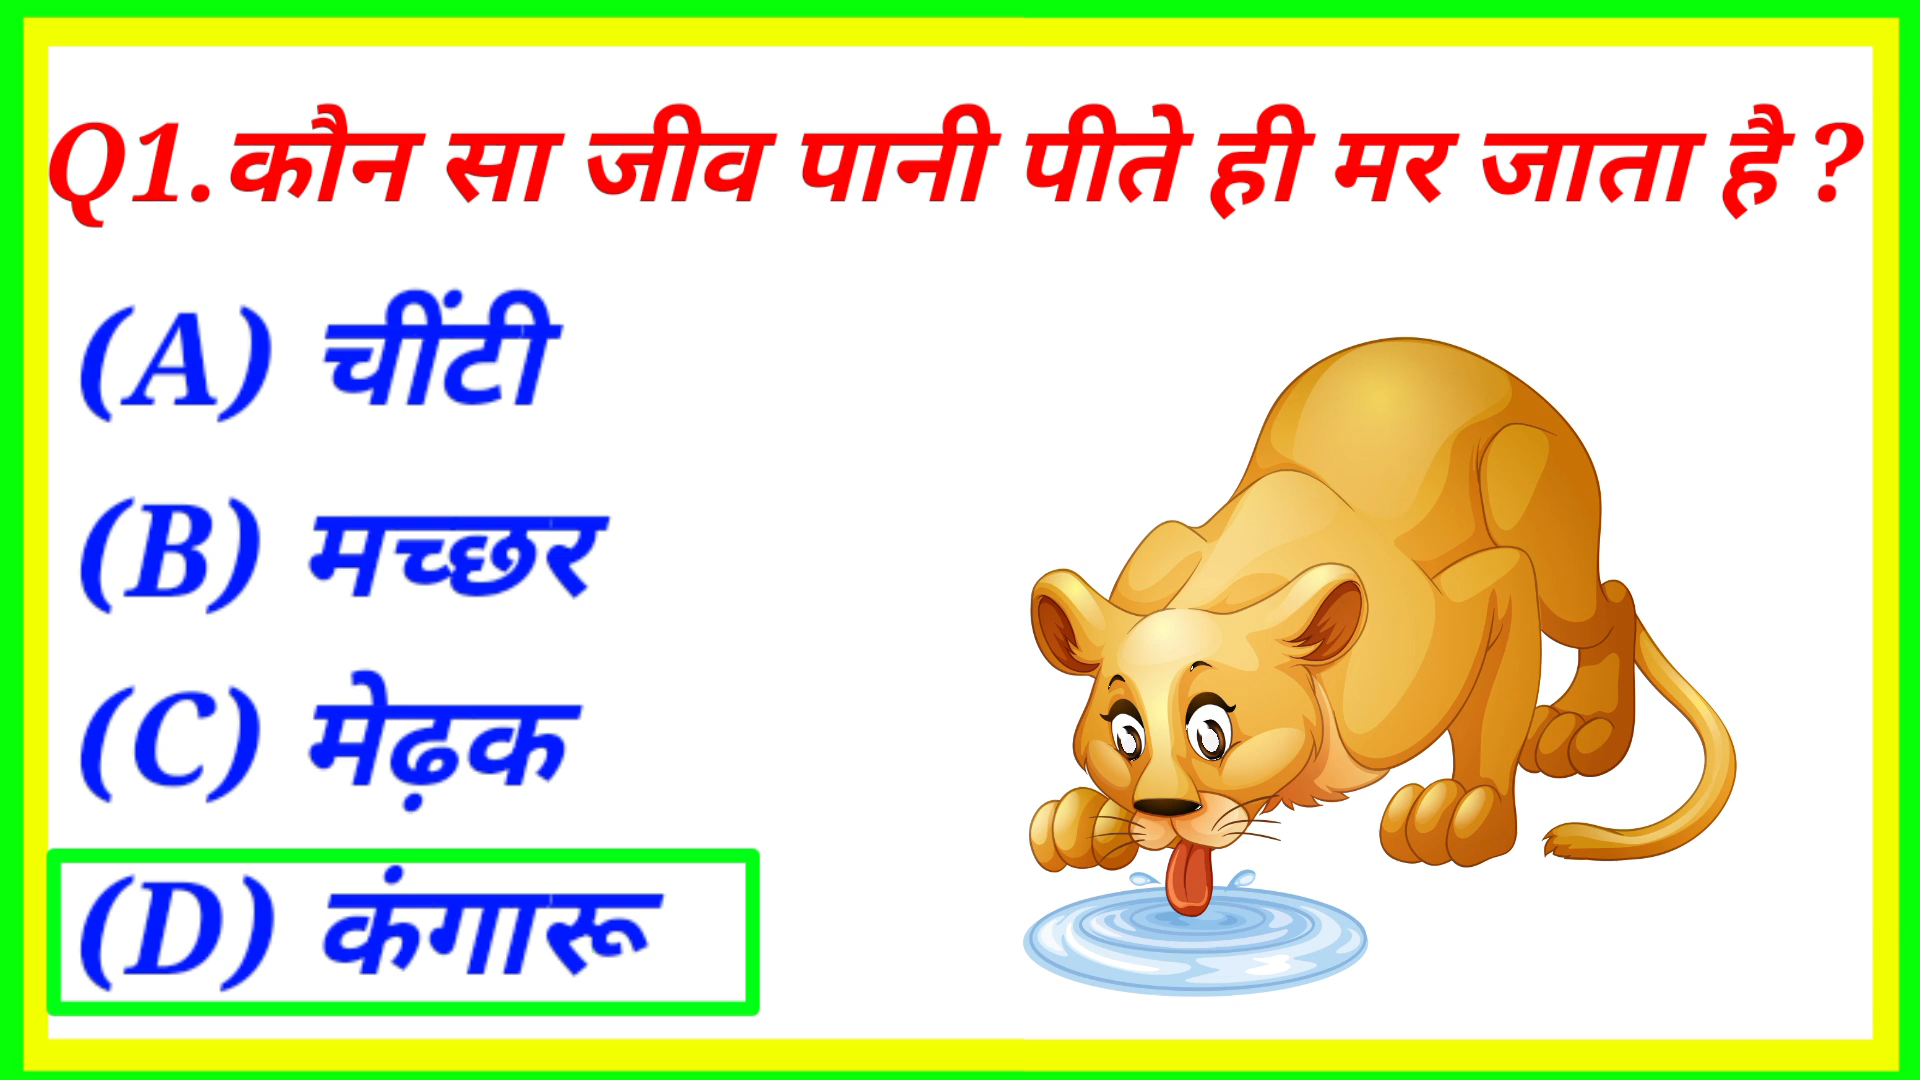 Q1.कौन सा जीव पानी पीते ही मर जाता है ?
(A) चींटी
(B) मच्छर
(C) मेढ़क
(D) कंगारू